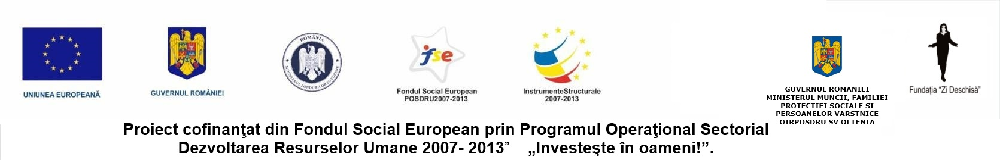 UNIUNEA EUROPEANĂ
GUVERNUL ROMÂNIEI
ROMÂNIA
MINISTERUL FONDURILOR EUROPENE
fse
Fondul Social European
POSDRU2007-2013
InstrumenteStructurale
2007-2013
GUVERNUL ROMANIEI
MINISTERUL MUNCII, FAMILIEI
PROTECTIEI SOCIALE SI
PERSOANELOR VARSTNICE
OIRPOSDRU SV OLTENIA
Fundația "Zi Deschisă"
Proiect cofinanţat din Fondul Social European prin Programul Operaţional Sectorial
Dezvoltarea Resurselor Umane 2007- 2013” „Investeşte în oameni!”.